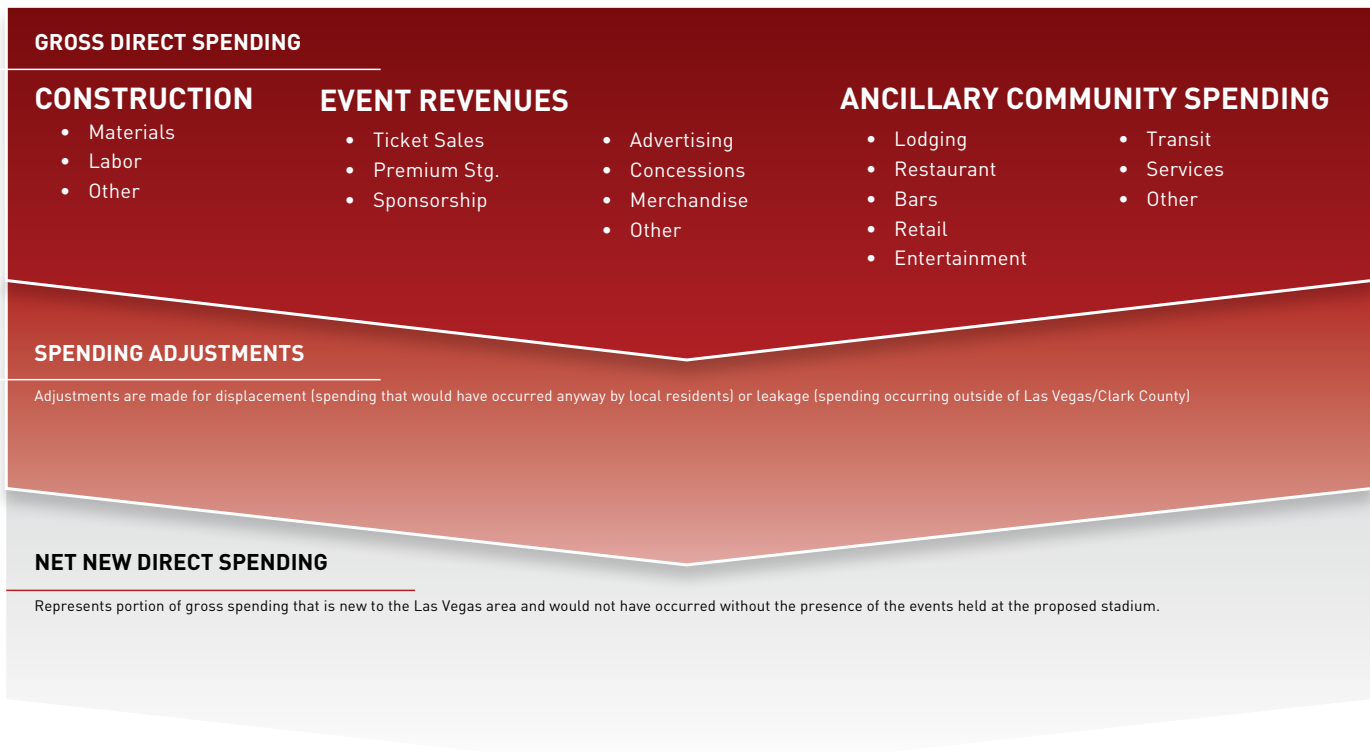 GROSS DIRECT SPENDING
CONSTRUCTION
• Materials
• Labor
• Other
EVENT REVENUES
• Ticket Sales
• Premium Stg.
• Sponsorship
• Advertising
• Concessions
• Merchandise
• Other
ANCILLARY COMMUNITY SPENDING
• Lodging
• Restaurant
• Bars
• Retail
• Entertainment
• Transit
• Services
• Other
SPENDING ADJUSTMENTS
Adjustments are made for displacement (spending that would have occurred anyway by local residents) or leakage (spending occurring outside of Las Vegas/Clark County)
NET NEW DIRECT SPENDING
Represents portion of gross spending that is new to the Las Vegas area and would not have occurred without the presence of the events held at the proposed stadium.